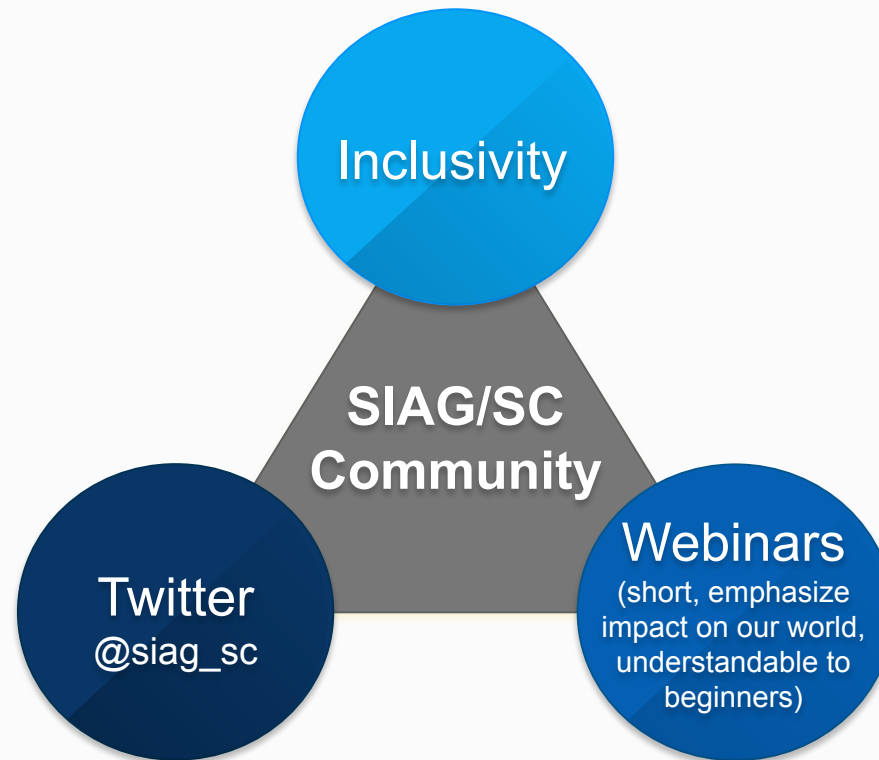 Inclusivity
SIAG/SC
Community
Twitter
@siag_sc
Webinars
(short, emphasize
impact on our world,
understandable to
beginners)